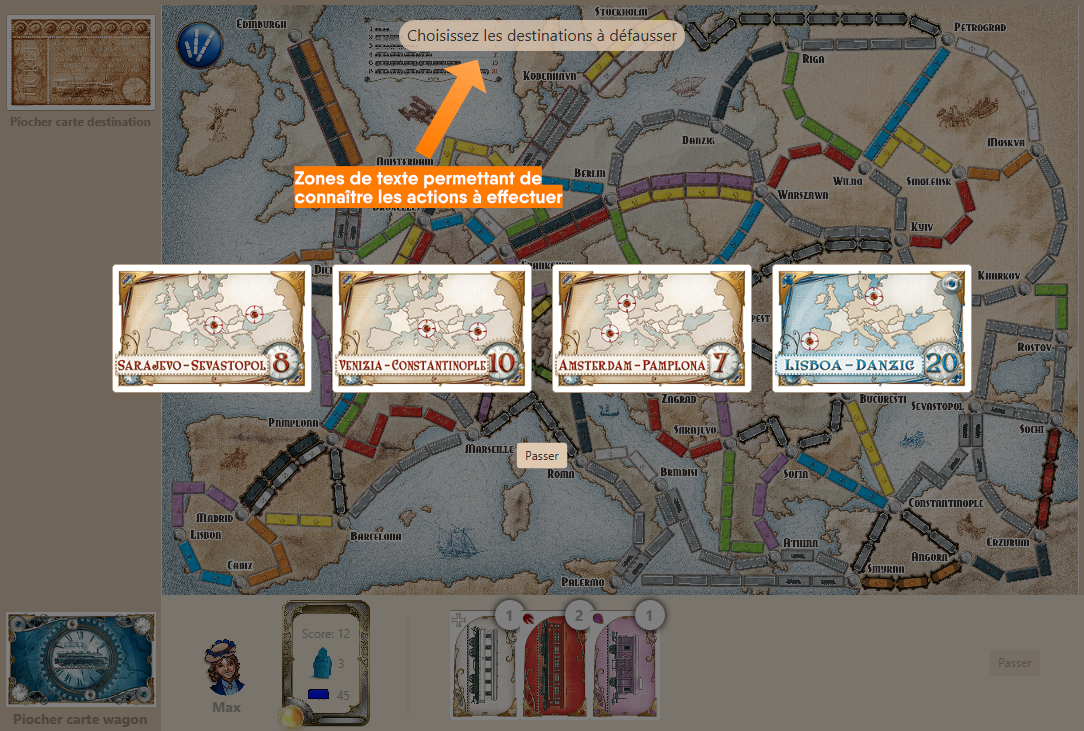 EDINBURGH
STOCKHOLM
PETROGRAD
Choisissez les destinations à défausser
RIGA
KOBENHAVN
Piocher carte destination
DANZIG
MOSKVA
AMSTERDAM
BERLIN
WILNO
SMOLENSK
Zones de texte permettant de
connaître les actions à effectuer
WARSZAWA
KYIV
KHARKOV
SARAJEVO-SEVASTOPOL 8
VENIZIA-CONSTANTINOPLE 10
AMSTERDAM-PAMPLONA 7
LISBOA-DANZIG 20
ROSTOV
ZAGRAD
BUCURESTI
SEVASTOPOL
PAMPLONA
SARAJEVO
SOCHI
MARSEILLE
Passer
ROMA
BRINDISI
SOFIA
MADRID
CONSTANTINOPLE
LISBON
BARCELONA
ATHINA
ERZURUM
CADIZ
ANGORA
PALERMO
SMYRNA
Score: 12
3
45
1
2
1
Passer
Max
Piocher carte wagon